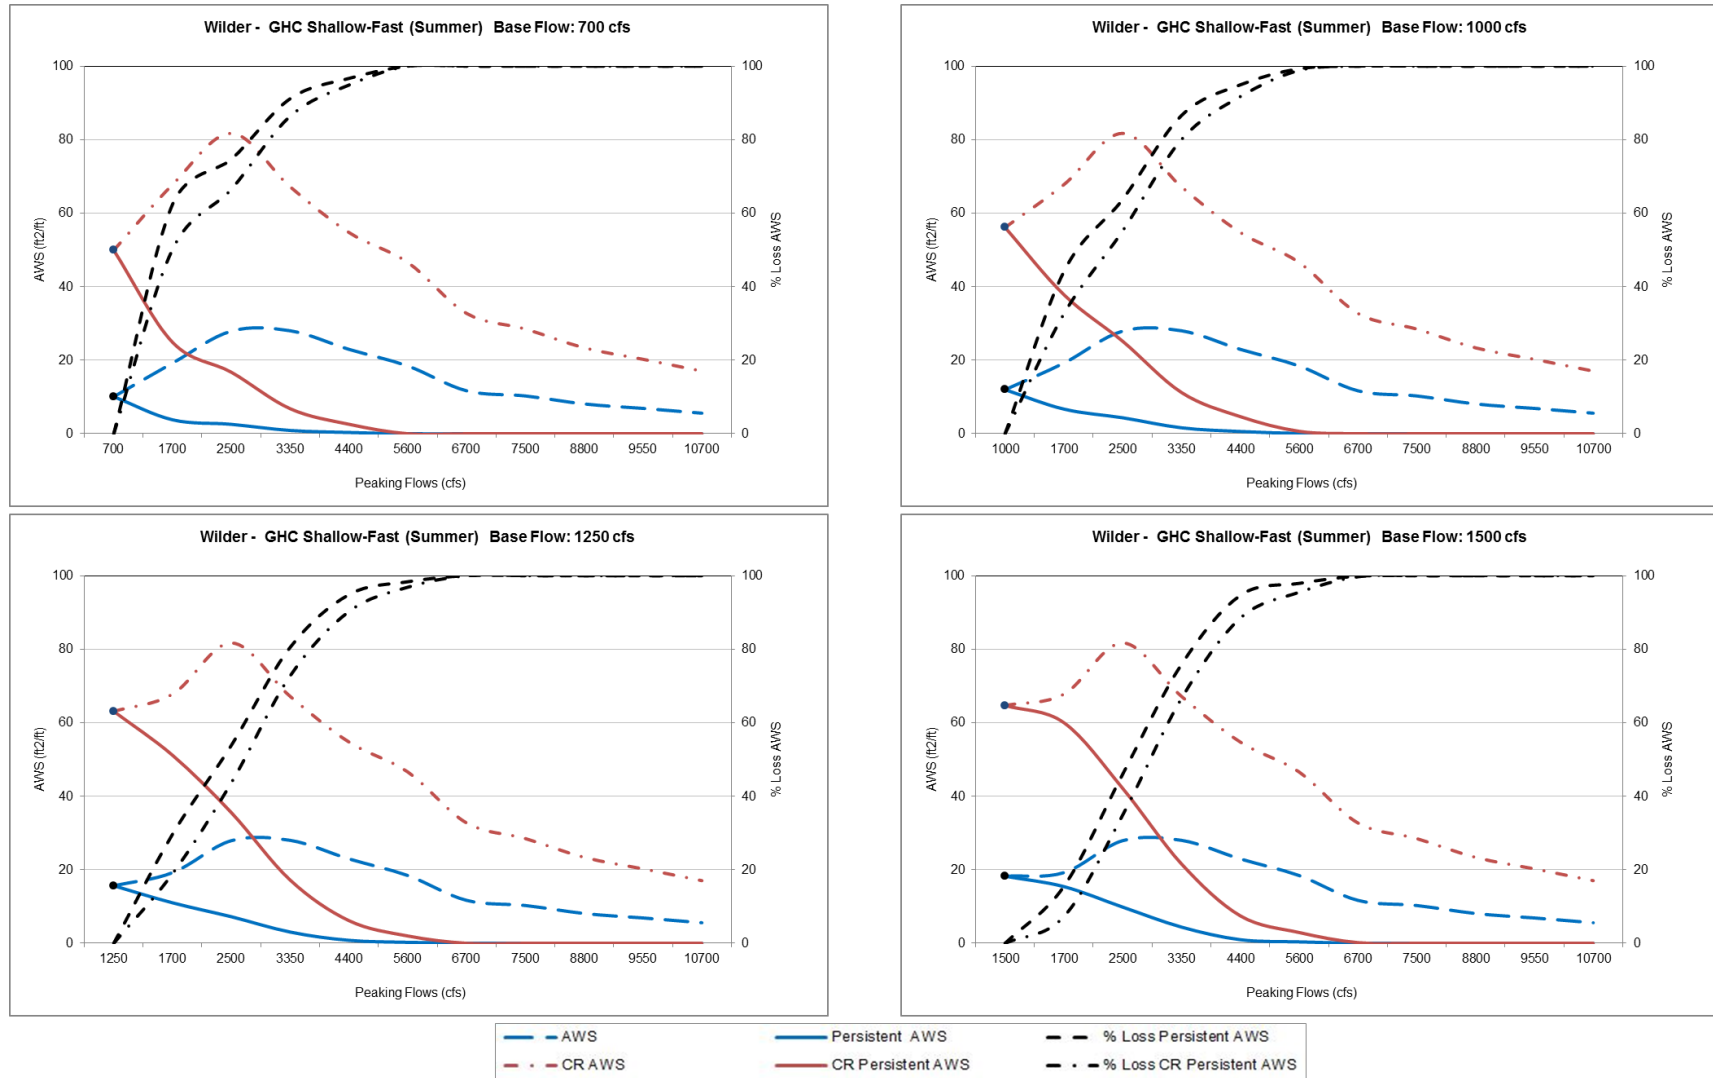 Wilder - GHC Shallow-Fast (Summer) Base Flow: 700 cfs
100
80
60
40
20
0
AWS (ft2/ft)
100
80
60
40
20
0
% Loss AWS
700 1700 2500 3350 4400 5600 6700 7500 8800 9550 10700
Peaking Flows (cfs)
Wilder - GHC Shallow-Fast (Summer) Base Flow: 1000 cfs
100
80
60
40
20
0
AWS (ft2/ft)
100
80
60
40
20
0
% Loss AWS
1000 1700 2500 3350 4400 5600 6700 7500 8800 9550 10700
Peaking Flows (cfs)
Wilder - GHC Shallow-Fast (Summer) Base Flow: 1250 cfs
100
80
60
40
20
0
AWS (ft2/ft)
100
80
60
40
20
0
% Loss AWS
1250 1700 2500 3350 4400 5600 6700 7500 8800 9550 10700
Peaking Flows (cfs)
Wilder - GHC Shallow-Fast (Summer) Base Flow: 1500 cfs
100
80
60
40
20
0
AWS (ft2/ft)
100
80
60
40
20
0
% Loss AWS
1500 1700 2500 3350 4400 5600 6700 7500 8800 9550 10700
Peaking Flows (cfs)
AWS Persistent AWS % Loss Persistent AWS
CR AWS CR Persistent AWS % Loss CR Persistent AWS